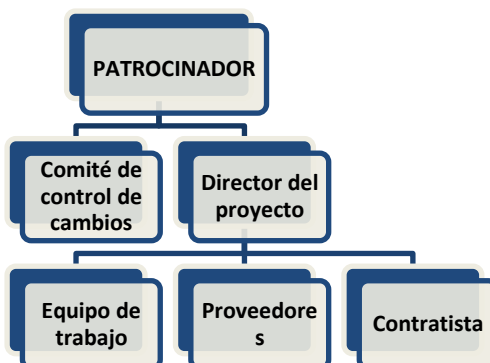 PATROCINADOR
Comité de
control de
cambios
Director del
proyecto
Equipo de
trabajo
Proveedore
s
Contratista